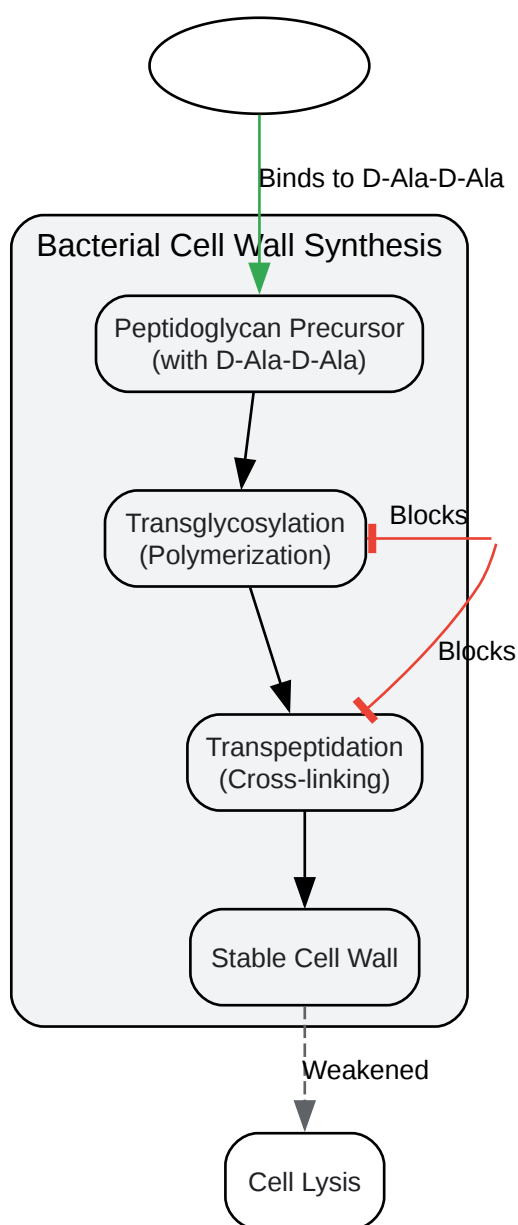 Binds to D-Ala-D-Ala
Bacterial Cell Wall Synthesis
Peptidoglycan Precursor
(with D-Ala-D-Ala)
Blocks
Transglycosylation
(Polymerization)
Blocks
Transpeptidation
(Cross-linking)
Stable Cell Wall
Weakened
Cell Lysis